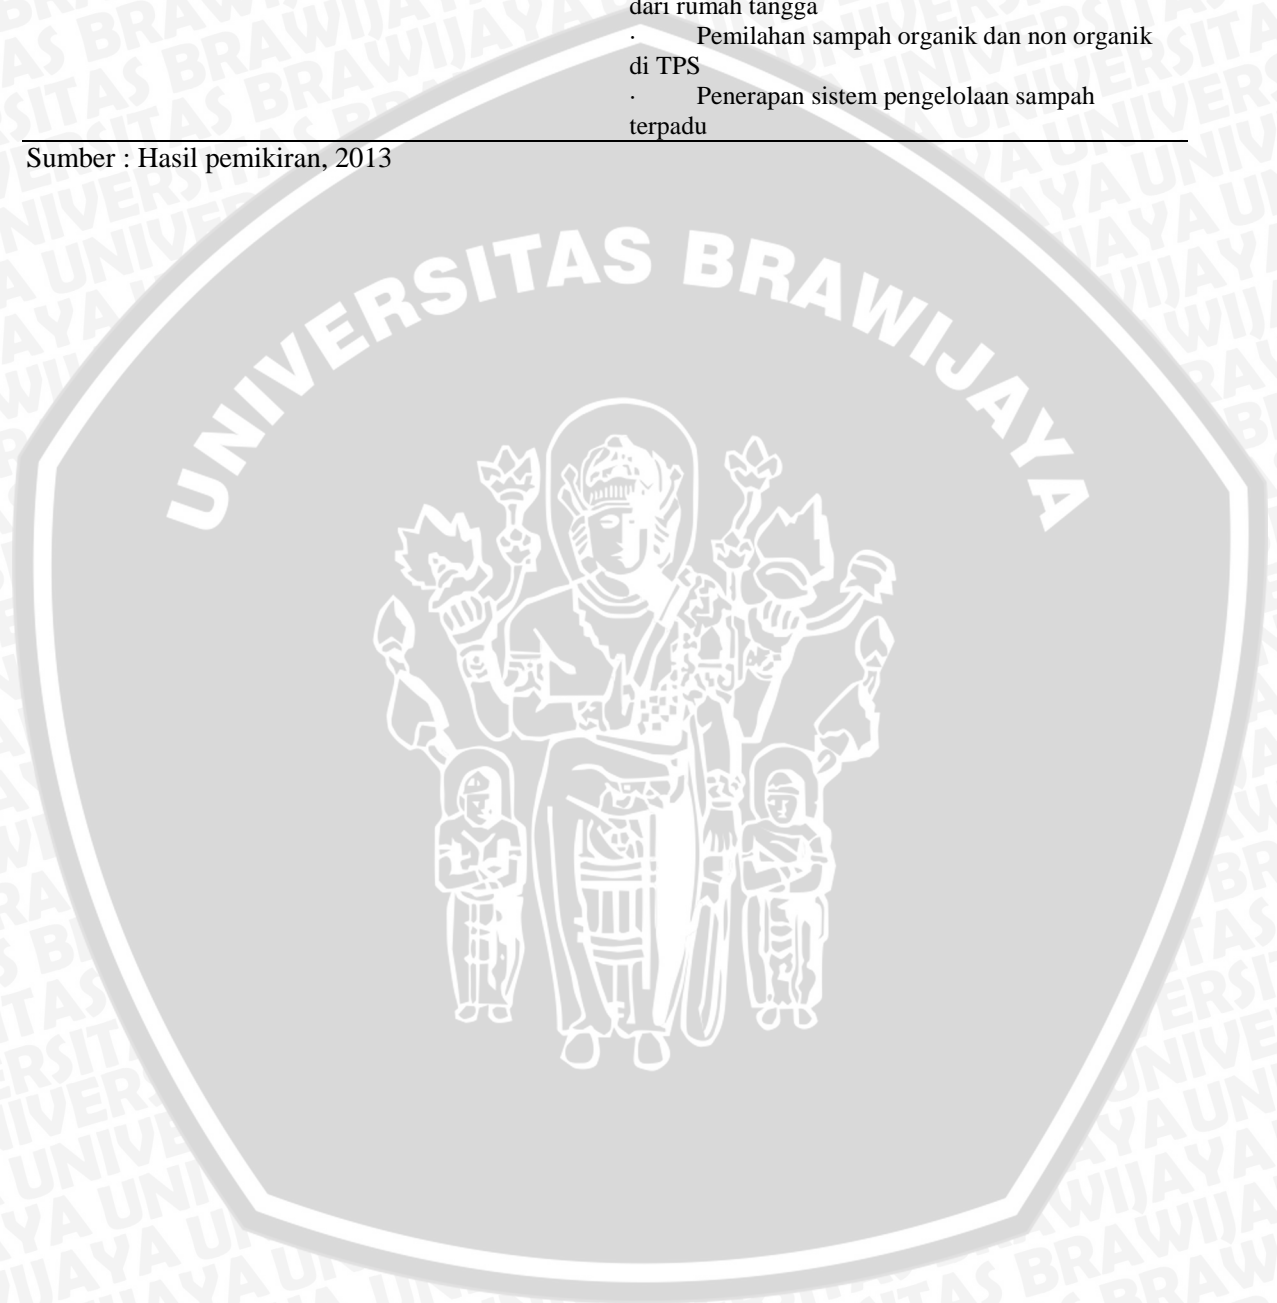 dari rumah tangga
· Pemilahan sampah organik dan non organik
di TPS
· Penerapan sistem pengelolaan sampah
terpadu
Sumber : Hasil pemikiran, 2013
UNIVERSITAS BRAWIJAYA